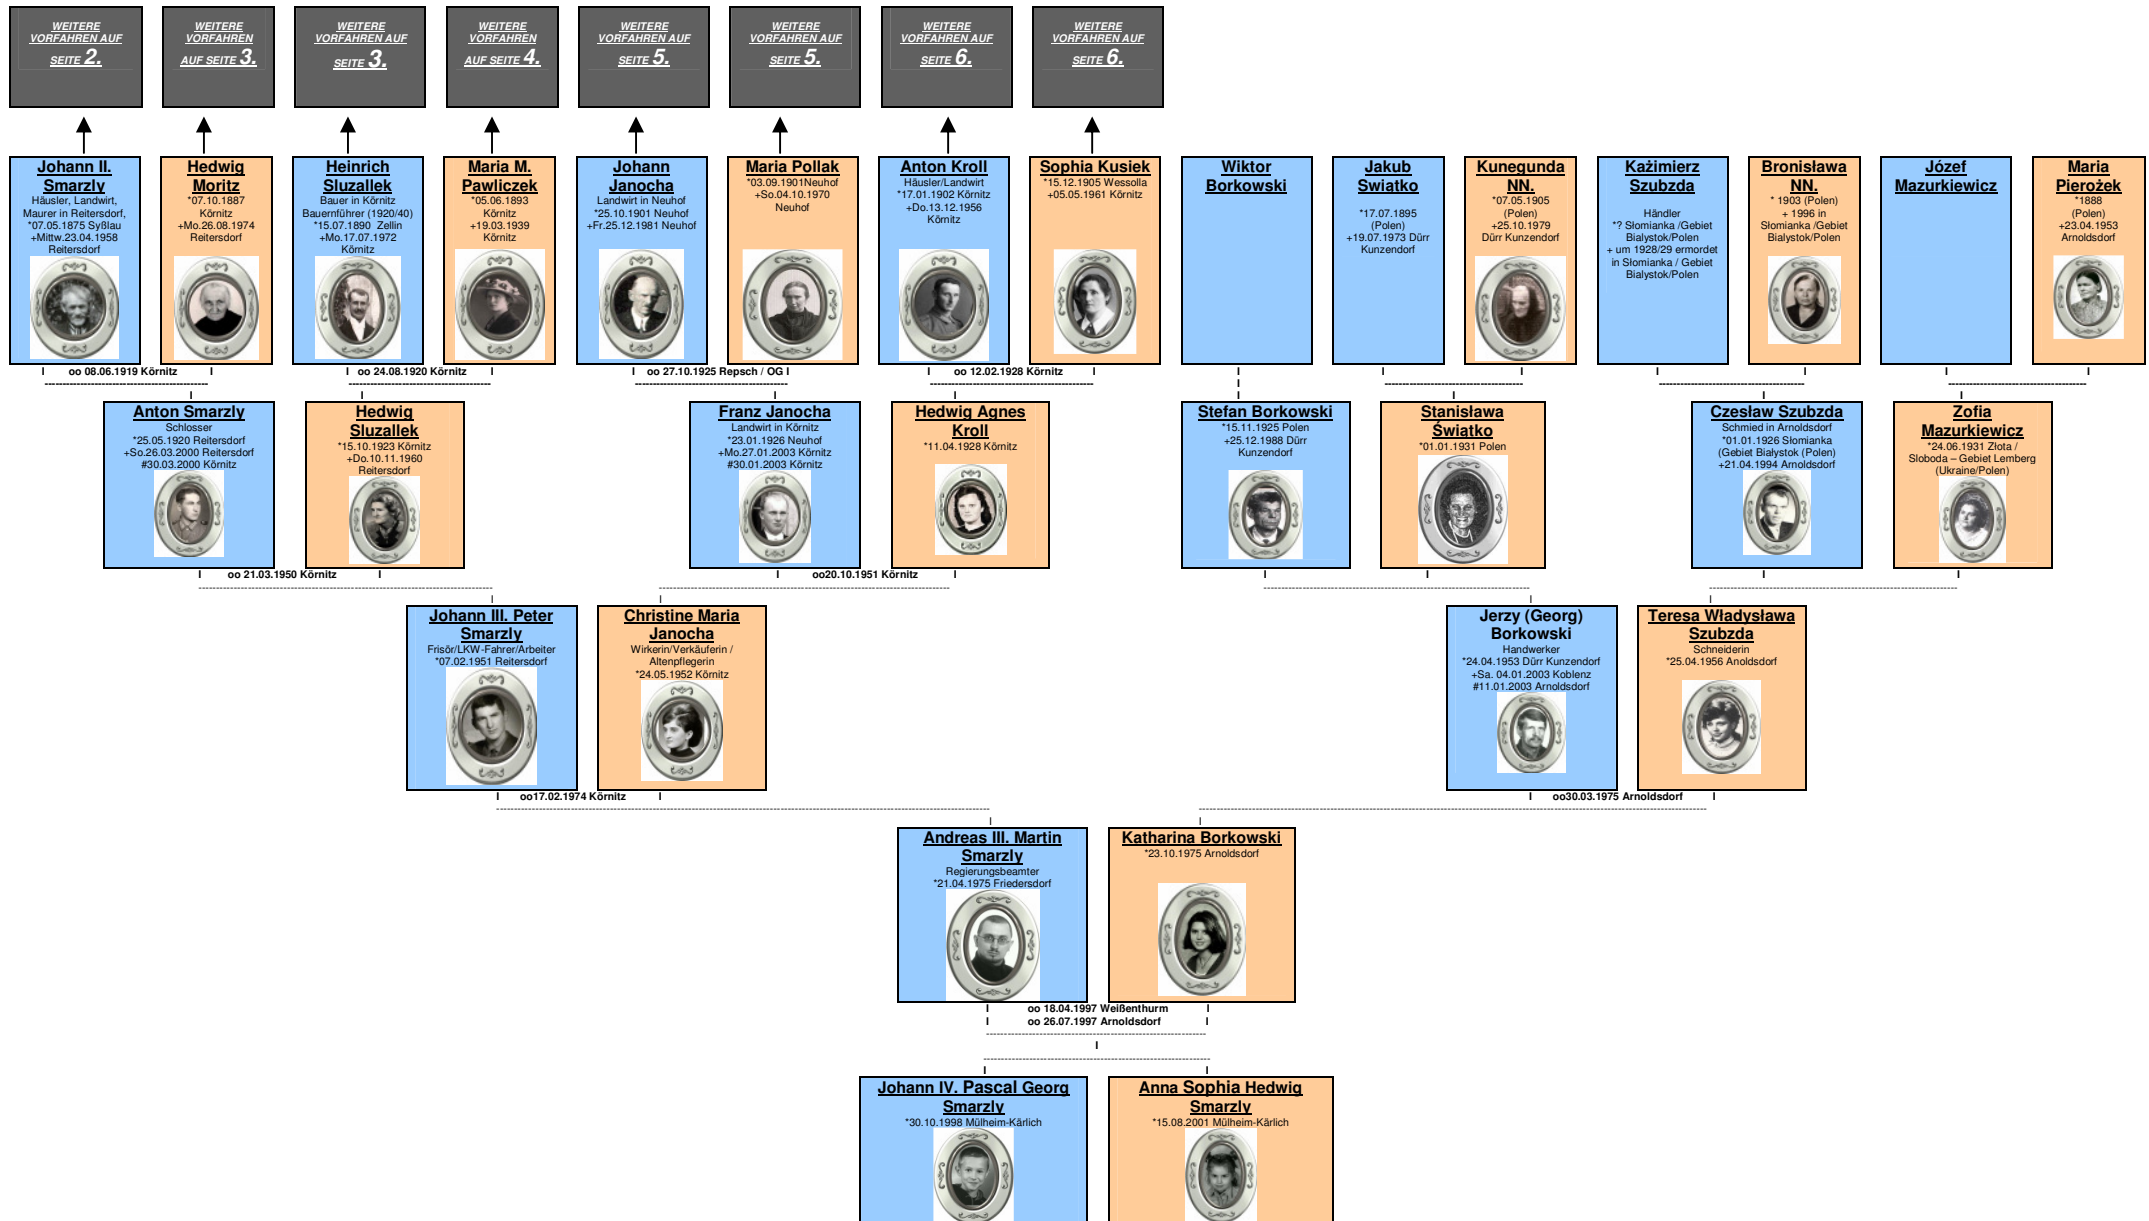 WEITERE
VORFAHREN AUF
SEITE 2.
WEITERE
VORFAHREN
AUF SEITE 3.
WEITERE
VORFAHREN AUF
SEITE 3.
WEITERE
VORFAHREN
AUF SEITE 4.
WEITERE
VORFAHREN AUF
SEITE 5.
WEITERE
VORFAHREN AUF
SEITE 5.
WEITERE
VORFAHREN AUF
SEITE 6.
WEITERE
VORFAHREN AUF
SEITE 6.
Johann II.
Smarzly
Häusler, Landwirt,
Maurer in Reitersdorf,
*07.05.1875 Syßlau
+Mittw.23.04.1958
Reitersdorf
Hedwig
Moritz
*07.10.1887
Körnitz
+Mo.26.08.1974
Reitersdorf
Heinrich
Sluzallek
Bauer in Körnitz
Bauernführer (1920/40)
*15.07.1890 Zellin
+Mo.17.07.1972
Körnitz
Maria M.
Pawliczek
*05.06.1893
Körnitz
+19.03.1939
Körnitz
Johann
Janocha
Landwirt in Neuhof
*25.10.1901 Neuhof
+Fr.25.12.1981 Neuhof
Maria Pollak
*03.09.1901Neuhof
+So.04.10.1970
Neuhof
Anton Kroll
Häusler/Landwirt
*17.01.1902 Körnitz
+Do.13.12.1956
Körnitz
Sophia Kusiek
*15.12.1905 Wessolla
+05.05.1961 Körnitz
Wiktor
Borkowski
Jakub
Swiatko
*17.07.1895
(Polen)
+19.07.1973 Dürr
Kunzendorf
Kunegunda
NN.
*07.05.1905
(Polen)
+25.10.1979
Dürr Kunzendorf
Każimierz
Szubzda
Händler
*? Słomianka /Gebiet
Bialystok/Polen
+ um 1928/29 ermordet
in Słomianka / Gebiet
Bialystok/Polen
Bronisława
NN.
* 1903 (Polen)
+ 1996 in
Słomianka /Gebiet
Bialystok/Polen
Józef
Mazurkiewicz
Maria
Pierożek
*1888
(Polen)
+23.04.1953
Arnoldsdorf
I oo 08.06.1919 Körnitz I
I oo 24.08.1920 Körnitz I
I oo 27.10.1925 Repsch / OG I
I oo 12.02.1928 Körnitz I
Anton Smarzly
Schlosser
*25.05.1920 Reitersdorf
+So.26.03.2000 Reitersdorf
#30.03.2000 Körnitz
Hedwig
Sluzallek
*15.10.1923 Körnitz
+Do.10.11.1960
Reitersdorf
Franz Janocha
Landwirt in Körnitz
*23.01.1926 Neuhof
+Mo.27.01.2003 Körnitz
#30.01.2003 Körnitz
Hedwig Agnes
Kroll
*11.04.1928 Körnitz
Stefan Borkowski
*15.11.1925 Polen
+25.12.1988 Dürr
Kunzendorf
Stanisława
Świątko
*01.01.1931 Polen
Czesław Szubzda
Schmied in Arnoldsdorf
*01.01.1926 Słomianka
(Gebiet Białystok (Polen)
+21.04.1994 Arnoldsdorf
Zofia
Mazurkiewicz
*24.06.1931 Złota /
Sloboda – Gebiet Lemberg
(Ukraine/Polen)
I oo 21.03.1950 Körnitz I
I oo20.10.1951 Körnitz I
Johann III. Peter
Smarzly
Frisör/LKW-Fahrer/Arbeiter
*07.02.1951 Reitersdorf
Christine Maria
Janocha
Wirkerin/Verkäuferin /
Altenpflegerin
*24.05.1952 Körnitz
Jerzy (Georg)
Borkowski
Handwerker
*24.04.1953 Dürr Kunzendorf
+Sa. 04.01.2003 Koblenz
#11.01.2003 Arnoldsdorf
Teresa Władysława
Szubzda
Schneiderin
*25.04.1956 Anoldsdorf
I oo17.02.1974 Körnitz I
I oo30.03.1975 Arnoldsdorf I
Andreas III. Martin
Smarzly
Regierungsbeamter
*21.04.1975 Friedersdorf
Katharina Borkowski
*23.10.1975 Arnoldsdorf
I oo 18.04.1997 Weißenthurm I
I oo 26.07.1997 Arnoldsdorf I
Johann IV. Pascal Georg
Smarzly
*30.10.1998 Mülheim-Kärlich
Anna Sophia Hedwig
Smarzly
*15.08.2001 Mülheim-Kärlich